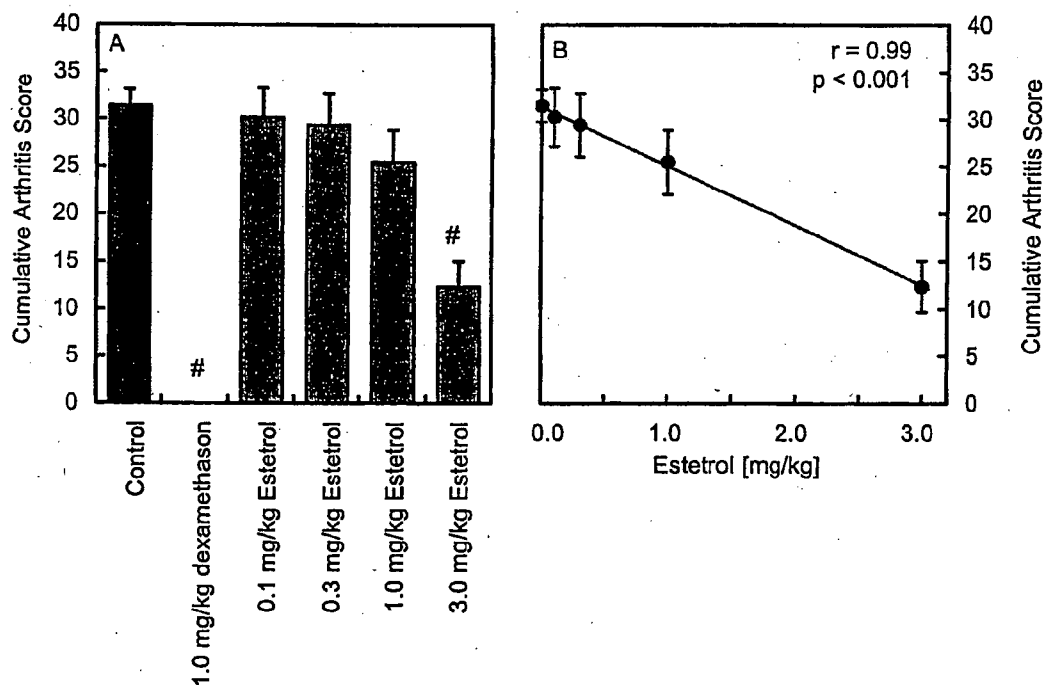 A
Cumulative Arthritis Score
40
35
30
25
20
15
10
5
0
#
#
Control
1.0 mg/kg dexamethason
0.1 mg/kg Estetrol
0.3 mg/kg Estetrol
1.0 mg/kg Estetrol
3.0 mg/kg Estetrol
B
r = 0.99
p < 0.001
40
35
30
25
20
15
10
5
0
Cumulative Arthritis Score
0.0 1.0 2.0 3.0
Estetrol [mg/kg]